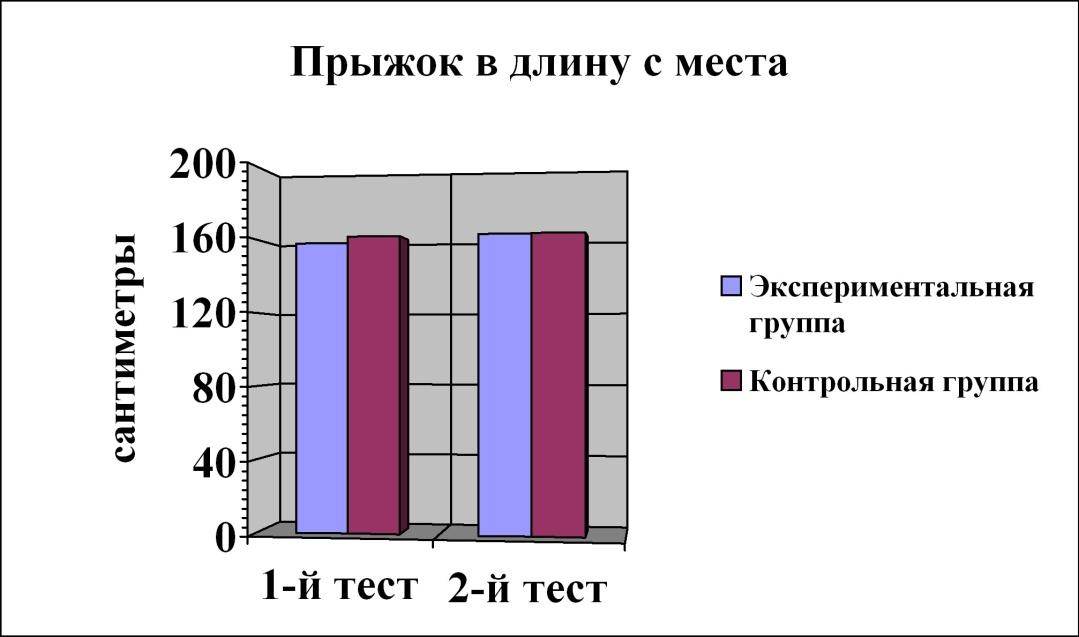 Прыжок в длину с места
200
160
120
80
40
0
сантиметры
1-й тест
2-й тест
Экспериментальная
группа
Контрольная группа